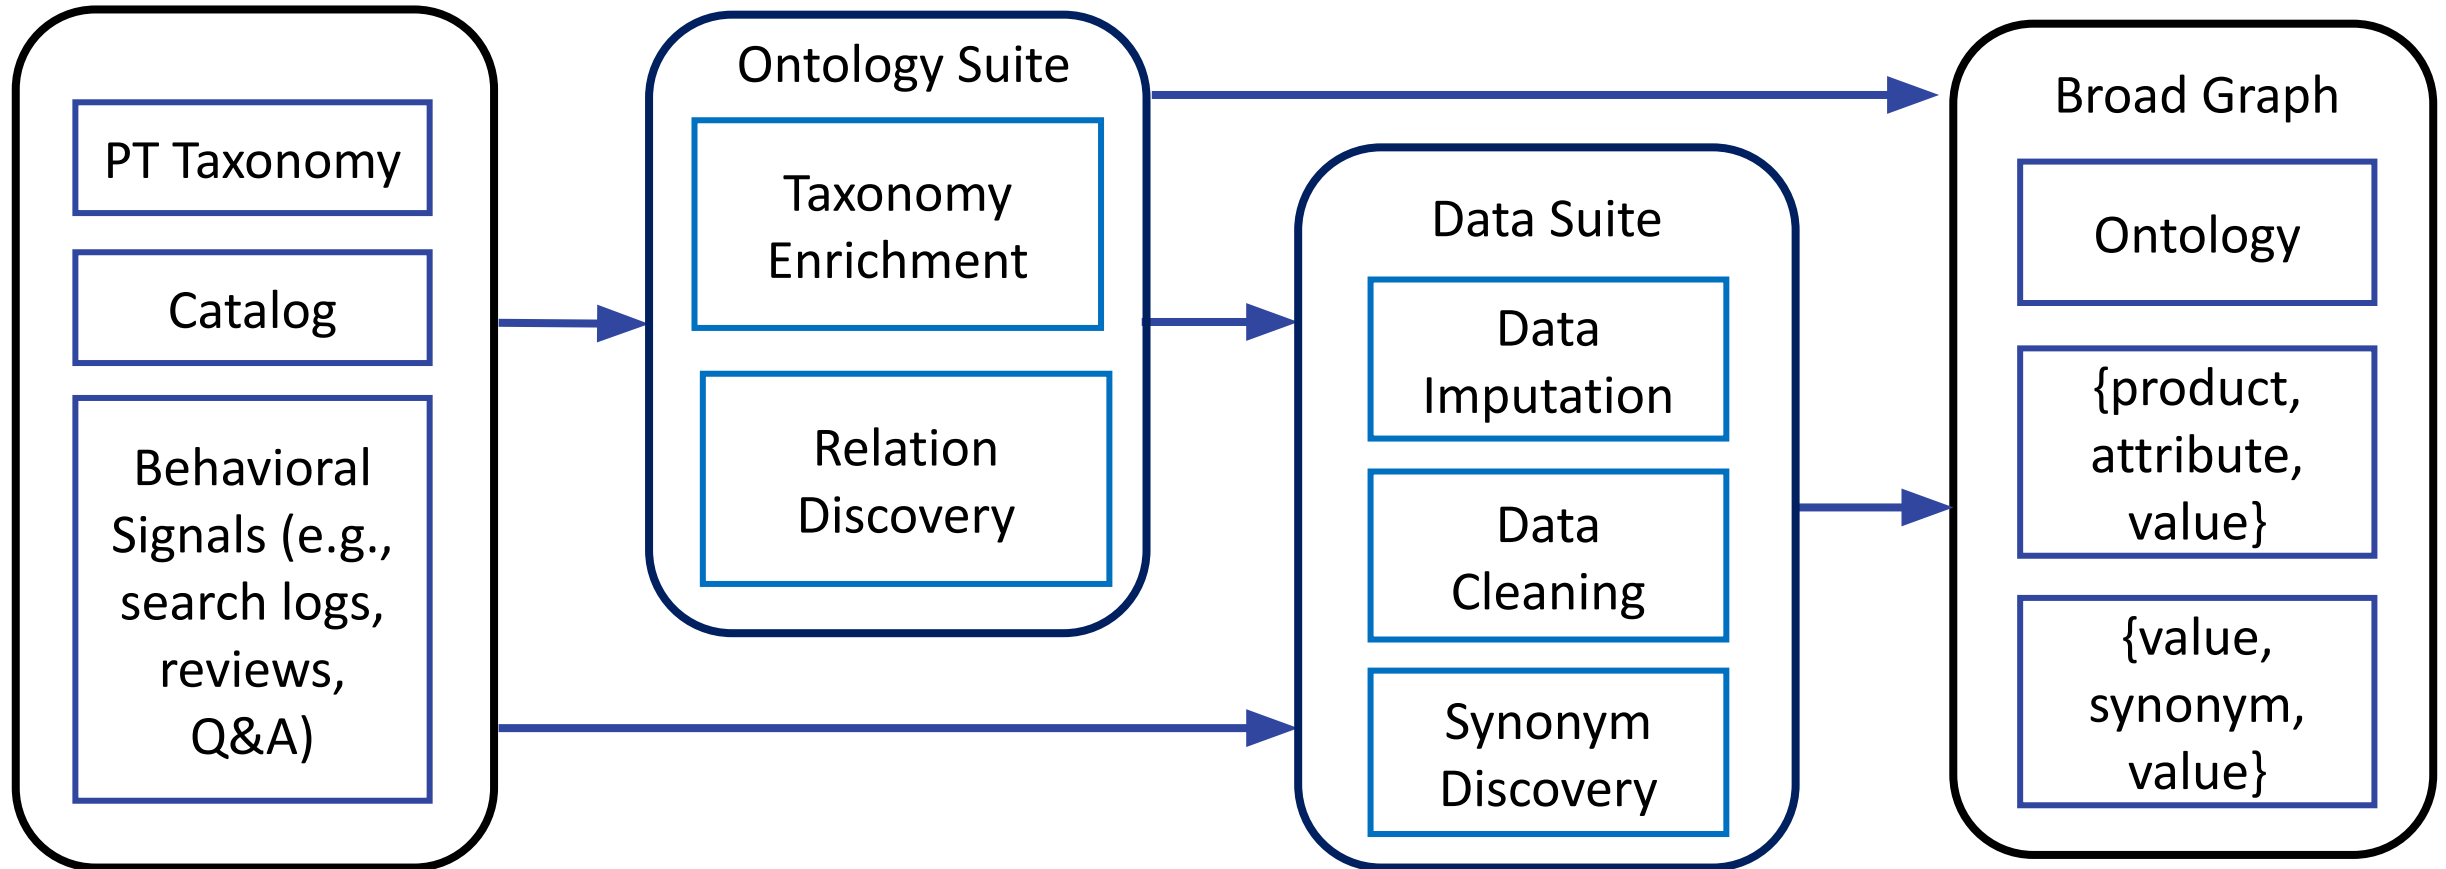 PT Taxonomy
Catalog
Behavioral
Signals (e.g.,
search logs,
reviews,
Q&A)
Ontology Suite
Taxonomy
Enrichment
Relation
Discovery
Data Suite
Data
Imputation
Data
Cleaning
Synonym
Discovery
Broad Graph
Ontology
{product,
attribute,
value}
{value,
synonym,
value}